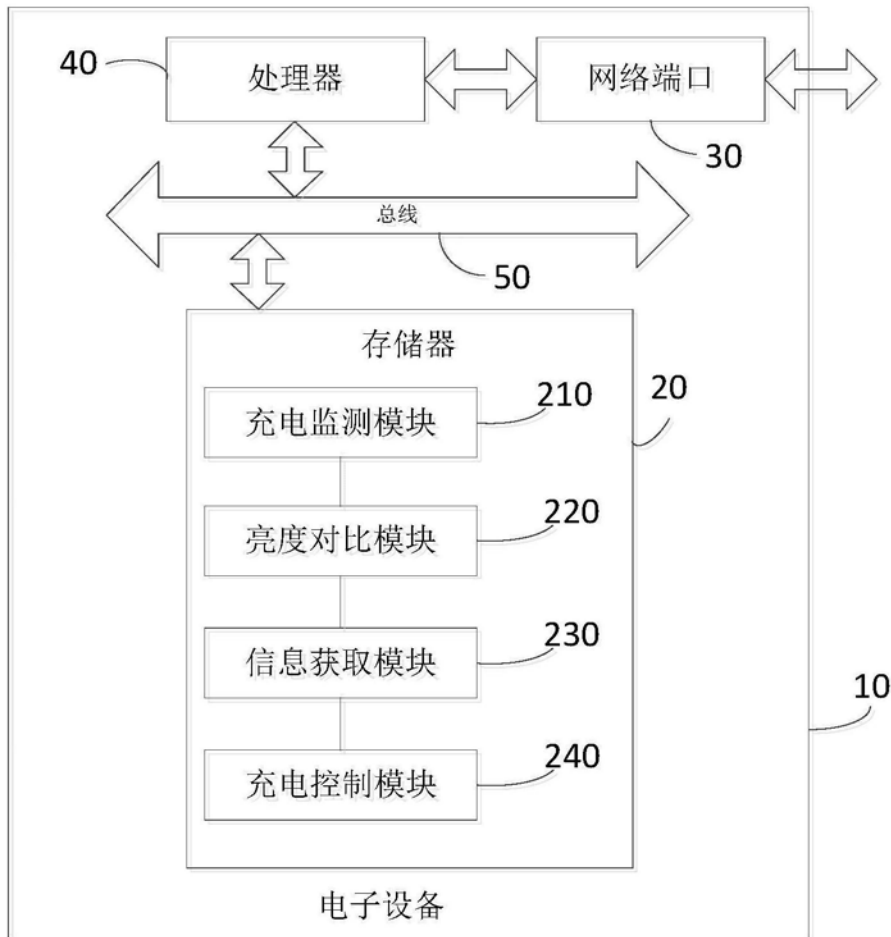 40
处理器
网络端口
30
总线
50
存储器
充电监测模块
210
20
亮度对比模块
220
信息获取模块
230
10
充电控制模块
240
电子设备